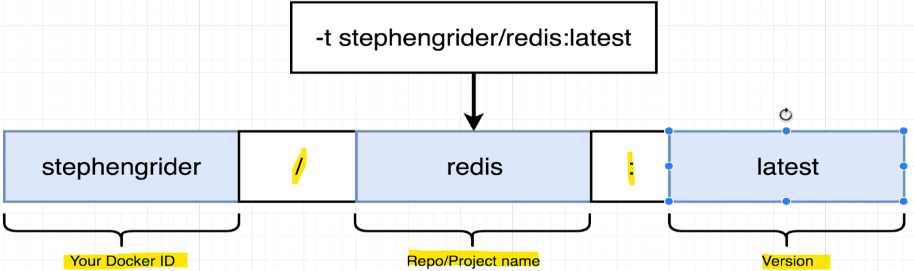 -t stephengrider/redis:latest
stephengrider / redis : latest
Your Docker ID Repo/Project name Version